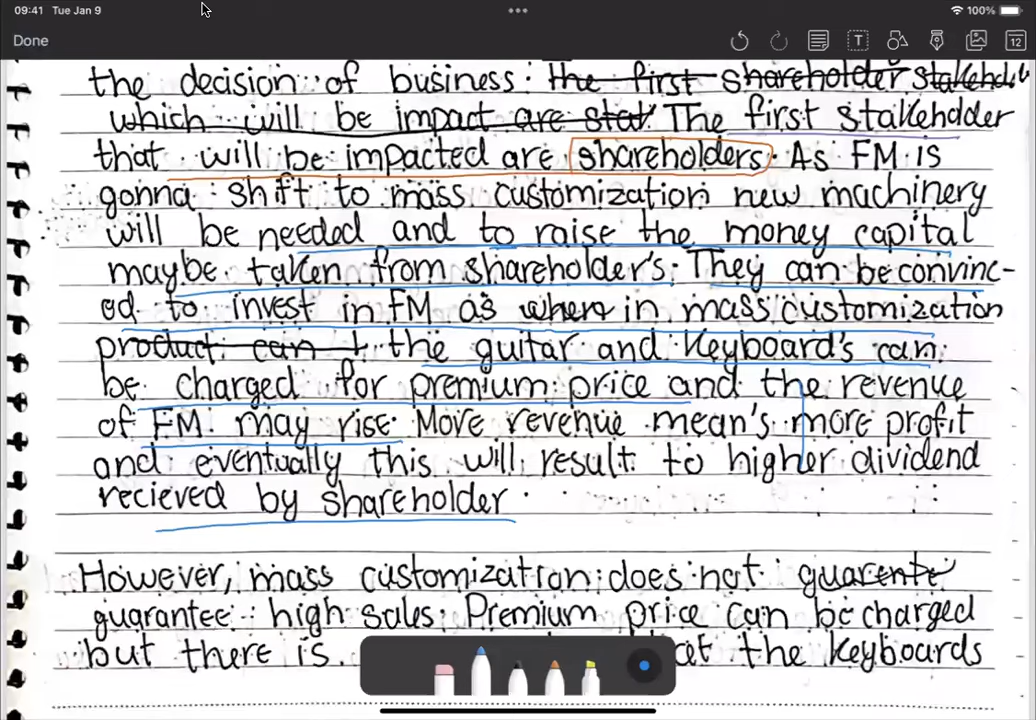 09:41 Tue Jan 9 100%
Done T 12
the decision of business. The first shareholder stakehol
which will be impact are stat The first stakeholder
that will be impacted are shareholders. As FM is
gonna shift to mass customization new machinery
will be needed and to raise the money capital
maybe taken from shareholder's. They can be convinc-
ed to invest in FM as when in mass customization
product can t the guitar and Keyboard's can
be charged for premium price and the revenue
of FM may rise. More revenue mean's more profit
and eventually this will result to higher dividend
recieved by shareholder.
However, mass customization does not guarente
guarantee high sales. Premium price can be charged
but there is at the Keyboards